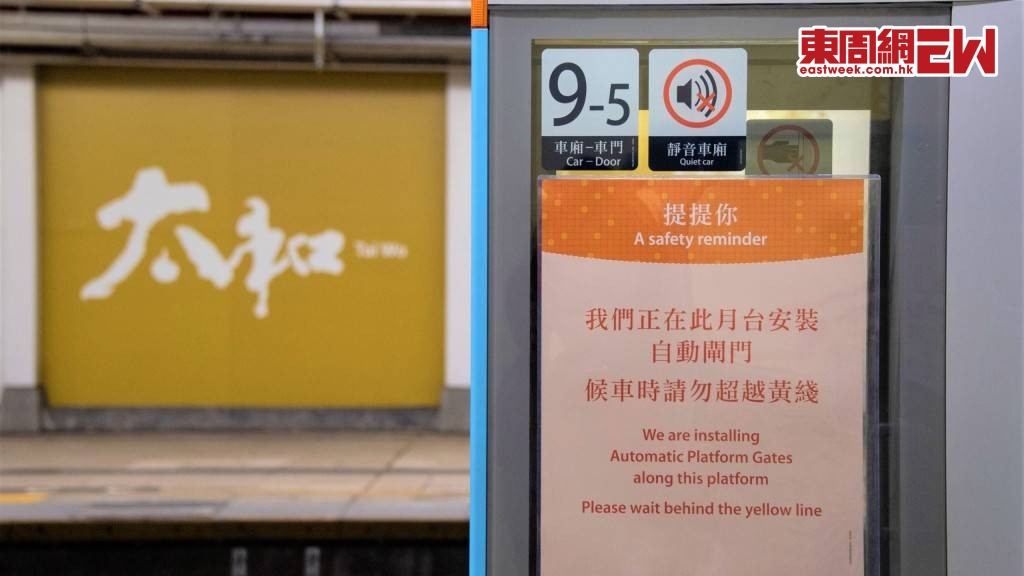 東周網EW
eastweek.com.hk
9-5
車廂-車門
Car-Door
靜音車廂
Quiet car
太和 Tai Wo
提提你
A safety reminder
我們正在此月台安裝
自動閘門
候車時請勿超越黃綫
We are installing
Automatic Platform Gates
along this platform
Please wait behind the yellow line